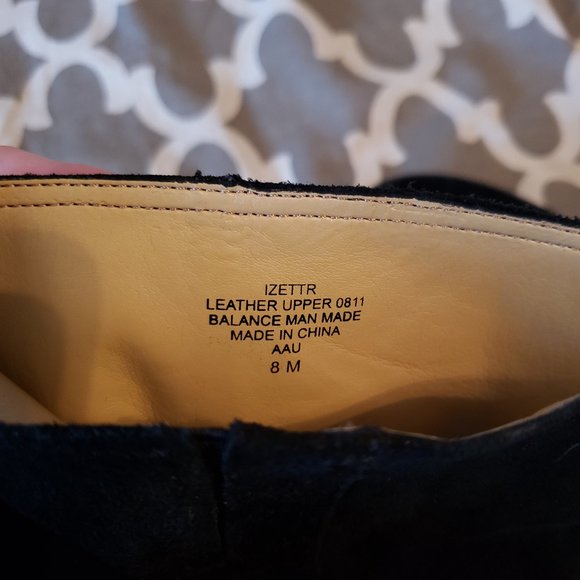 IZETTR
LEATHER UPPER 0811
BALANCE MAN MADE
MADE IN CHINA
AAU
8 M